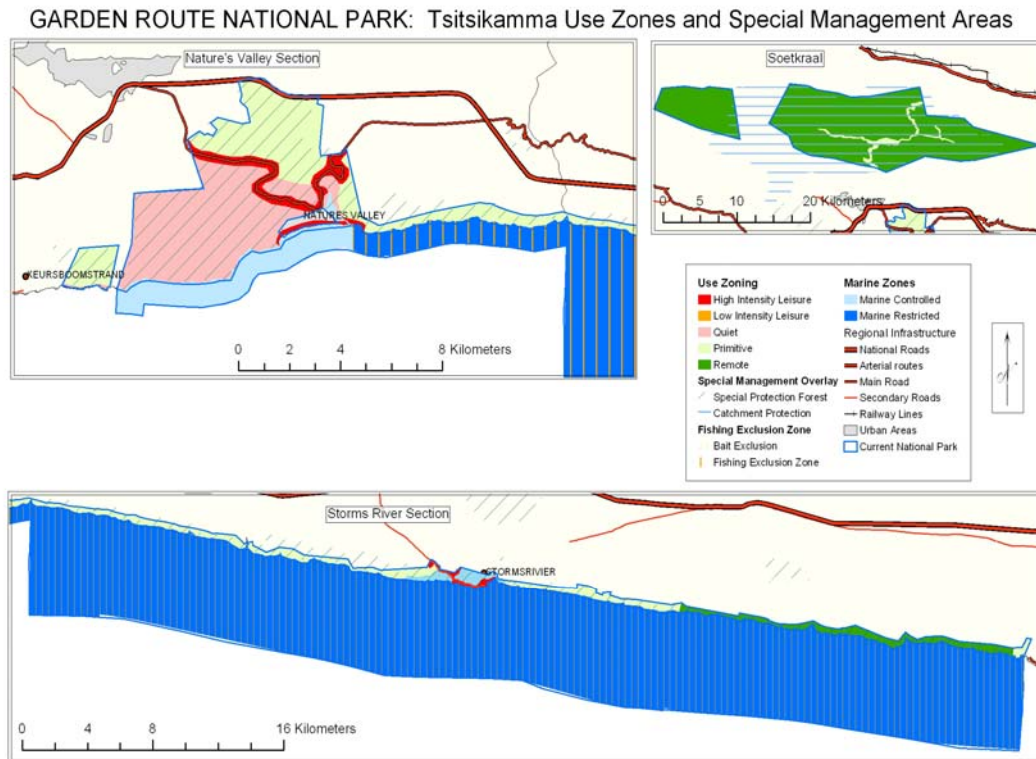 GARDEN ROUTE NATIONAL PARK: Tsitsikamma Use Zones and Special Management Areas
Nature's Valley Section
NATURES VALLEY
KEURSBOOMSTRAND
0 2 4 8 Kilometers
Soetkraal
0 5 10 20 Kilometers
Use Zoning
High Intensity Leisure
Low Intensity Leisure
Quiet
Primitive
Remote
Special Management Overlay
Special Protection Forest
Catchment Protection
Fishing Exclusion Zone
Bait Exclusion
Fishing Exclusion Zone
Marine Zones
Marine Controlled
Marine Restricted
Regional Infrastructure
National Roads
Arterial routes
Main Road
Secondary Roads
Railway Lines
Urban Areas
Current National Park
Storms River Section
STORMSRIVIER
0 4 8 16 Kilometers